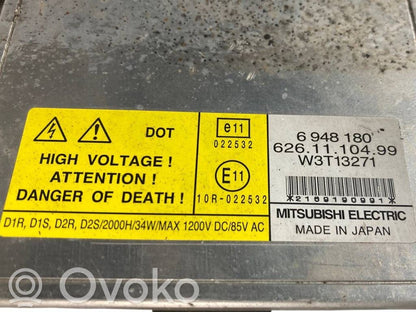 DOT
HIGH VOLTAGE !
ATTENTION !
DANGER OF DEATH !
D1R, D1S, D2R, D2S/2000H/34W/MAX 1200V DC/85V AC
e11
022532
E11
10R-022532
6 948 180
626.11.104.99
W3T13271
*2169190991*
MITSUBISHI ELECTRIC
MADE IN JAPAN
Ovoko